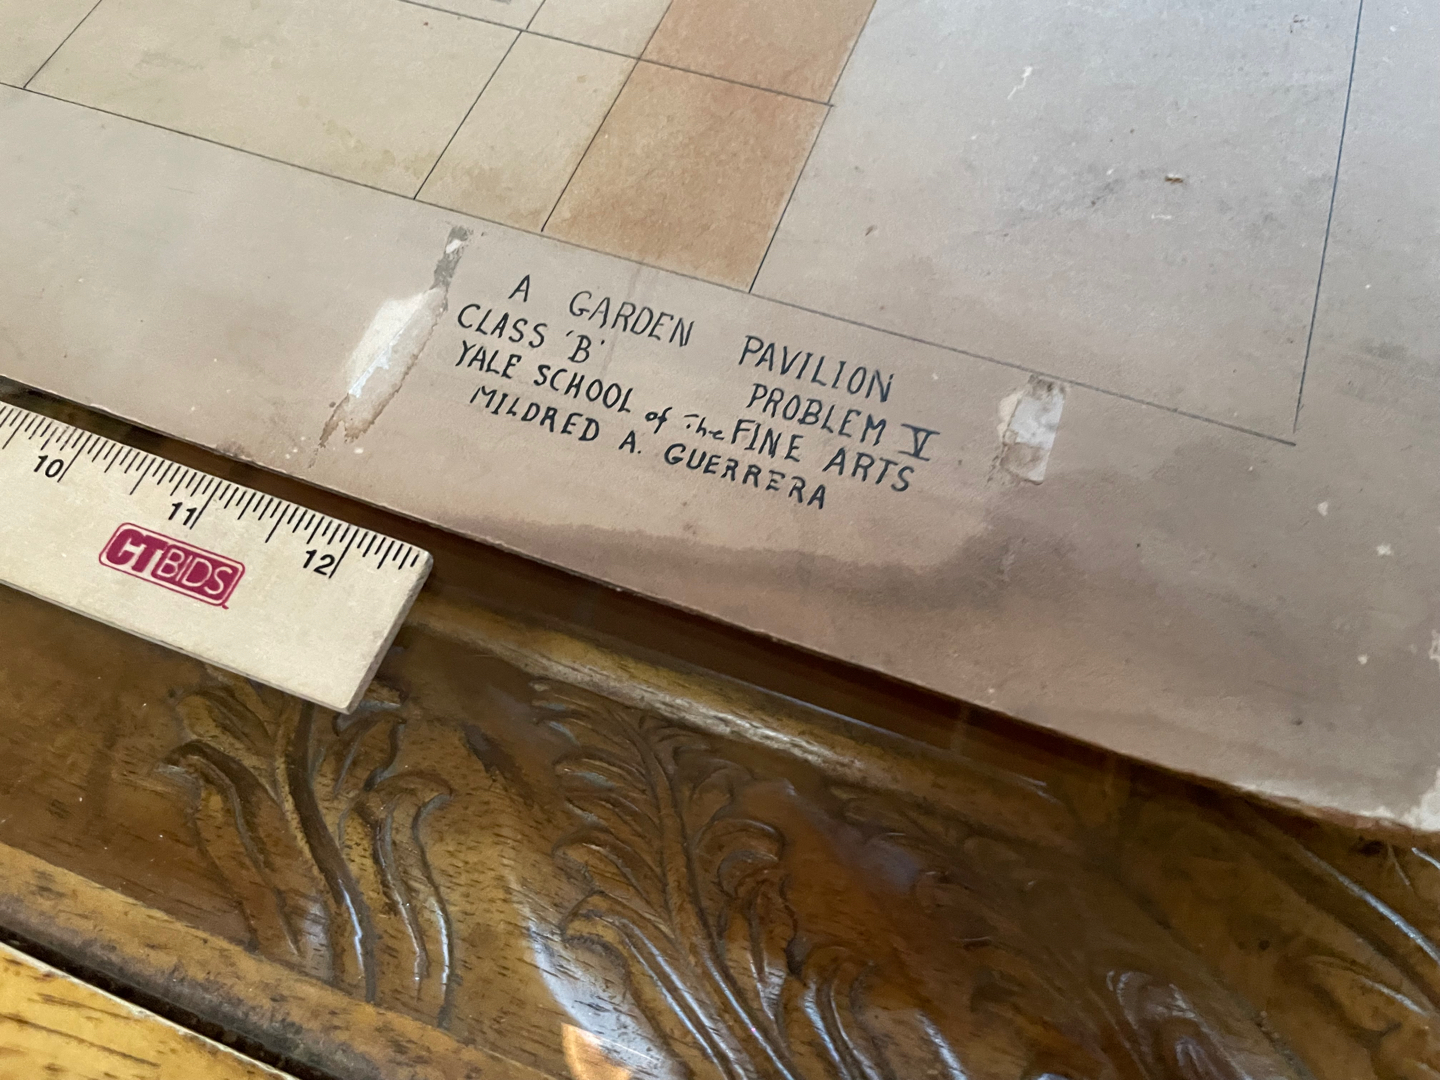 A GARDEN PAVILION
CLASS 'B' PROBLEM V
YALE SCHOOL of The FINE ARTS
MILDRED A. GUERRERA
10 11 12
CTBIDS